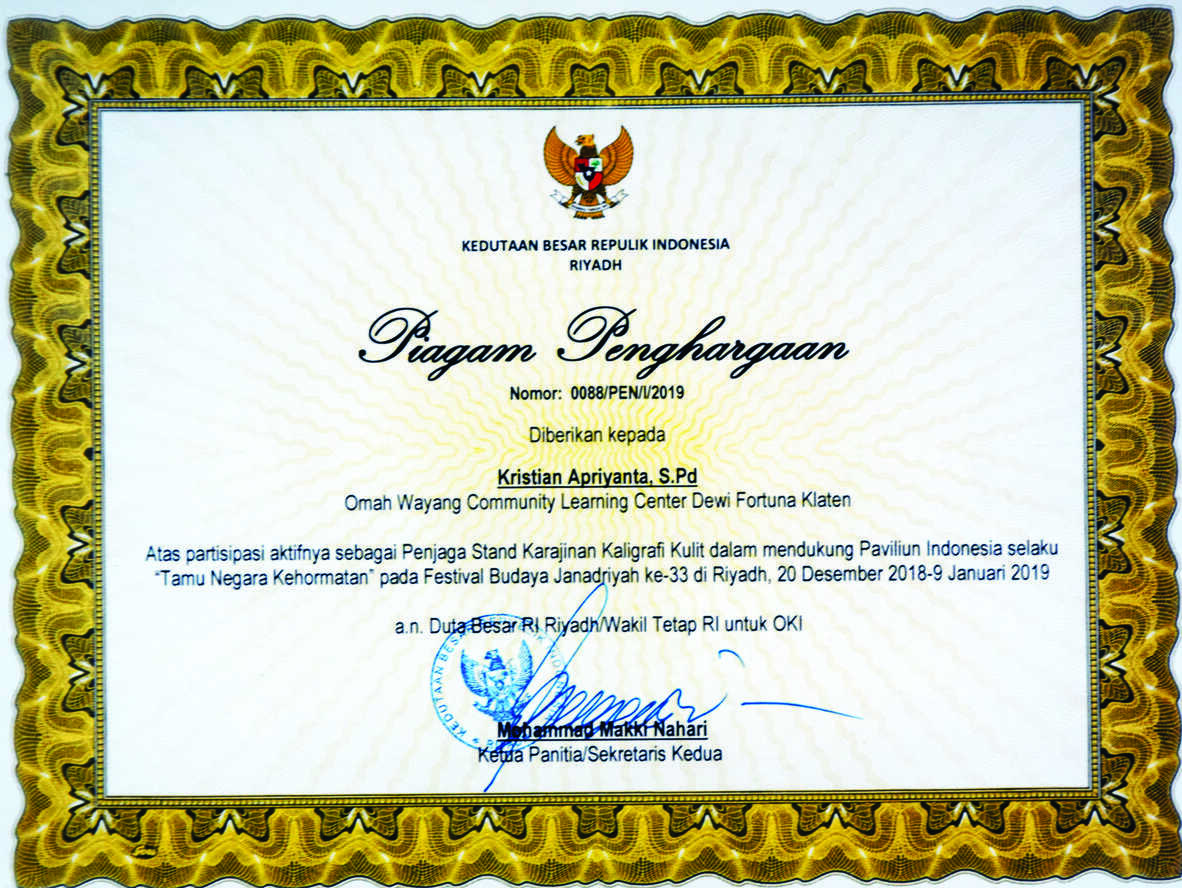 KEDUTAAN BESAR REPULIK INDONESIA
RIYADH
Piagam Penghargaan
Nomor: 0088/PEN/I/2019
Diberikan kepada
Kristian Apriyanta, S.Pd
Omah Wayang Community Learning Center Dewi Fortuna Klaten
Atas partisipasi aktifnya sebagai Penjaga Stand Karajinan Kaligrafi Kulit dalam mendukung Paviliun Indonesia selaku
“Tamu Negara Kehormatan” pada Festival Budaya Janadriyah ke-33 di Riyadh, 20 Desember 2018-9 Januari 2019
a.n. Duta Besar RI Riyadh/Wakil Tetap RI untuk OKI
KEDUTAAN BESAR
Mohammad Makki Nahari
Ketua Panitia/Sekretaris Kedua